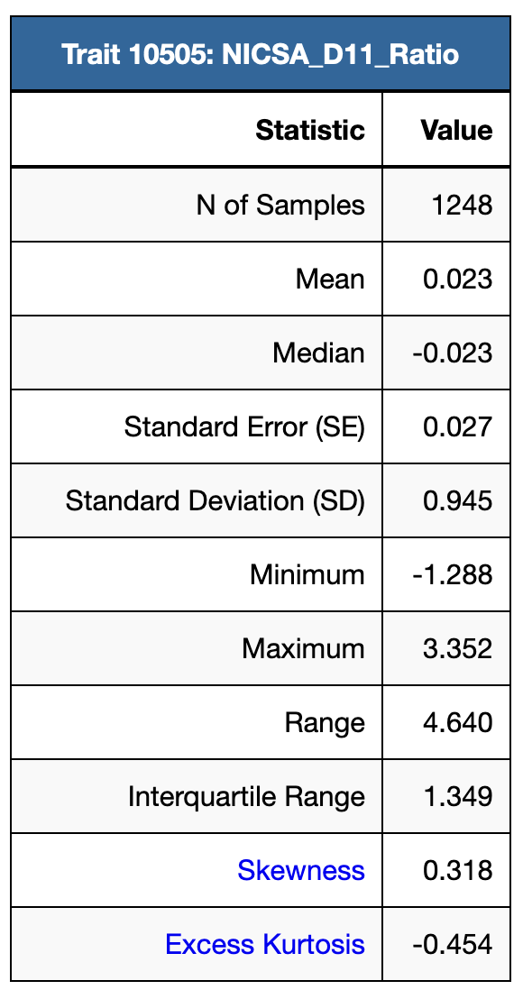 Trait 10505: NICSA_D11_Ratio
Statistic Value
N of Samples 1248
Mean 0.023
Median -0.023
Standard Error (SE) 0.027
Standard Deviation (SD) 0.945
Minimum -1.288
Maximum 3.352
Range 4.640
Interquartile Range 1.349
Skewness 0.318
Excess Kurtosis -0.454